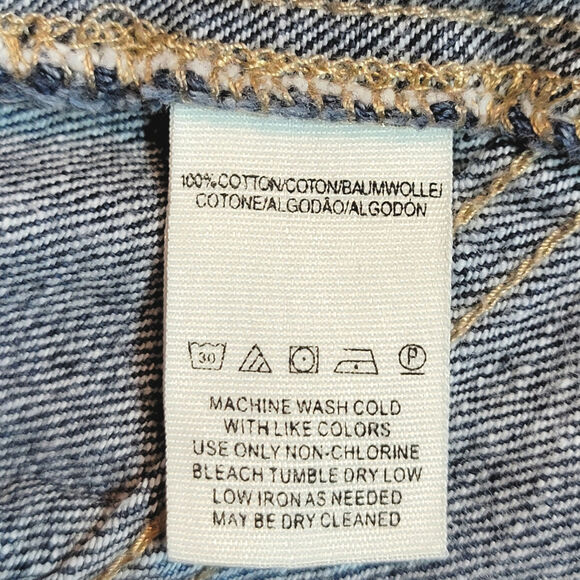 100% COTTON/COTON/BAUMWOLLE/
COTONE/ALGODÃO/ALGODÓN
30 P
MACHINE WASH COLD
WITH LIKE COLORS
USE ONLY NON-CHLORINE
BLEACH TUMBLE DRY LOW
LOW IRON AS NEEDED
MAY BE DRY CLEANED